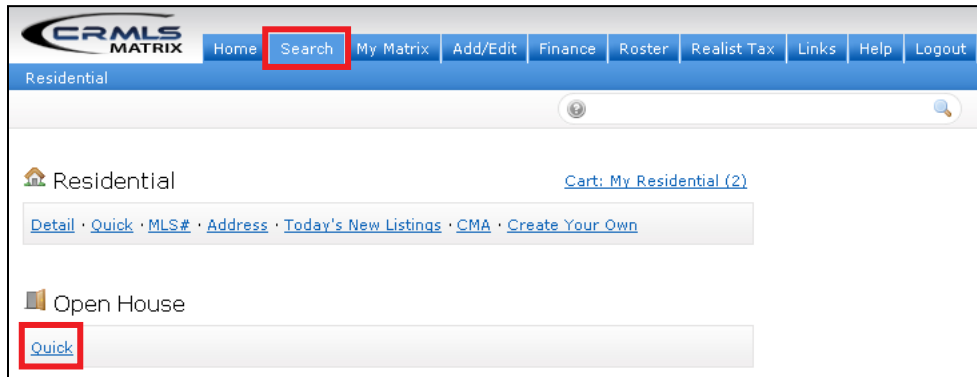 CRMLS
MATRIX
Home Search My Matrix Add/Edit Finance Roster Realist Tax Links Help Logout
Residential
?
Residential Cart: My Residential (2)
Detail · Quick · MLS# · Address · Today's New Listings · CMA · Create Your Own
Open House
Quick